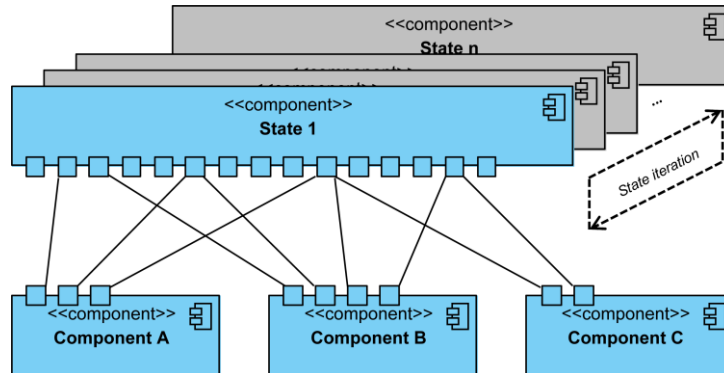 <<component>>
State n
<<component>>
State 1
...
State iteration
<<component>>
Component A
<<component>>
Component B
<<component>>
Component C